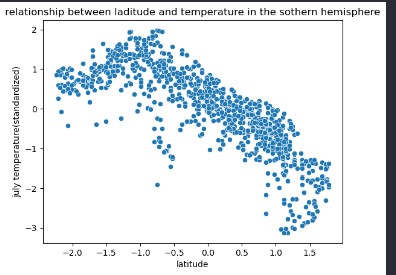 relationship between laditude and temperature in the sothern hemisphere
july temperature(standardized)
2
1
0
−1
−2
−3
−2.0 −1.5 −1.0 −0.5 0.0 0.5 1.0 1.5
latitude